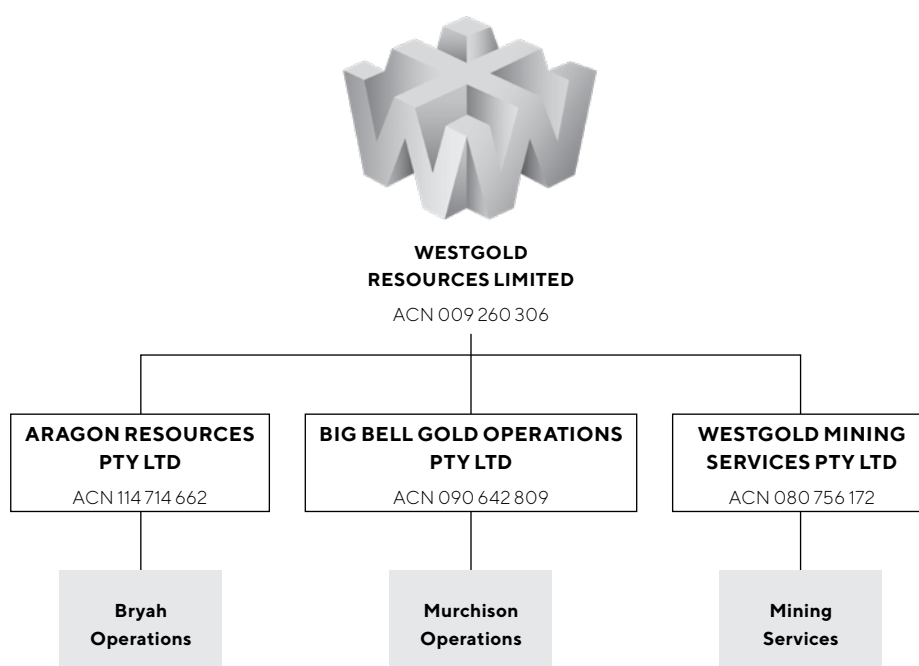 WESTGOLD
RESOURCES LIMITED
ACN 009 260 306
ARAGON RESOURCES
PTY LTD
ACN 114 714 662
BIG BELL GOLD OPERATIONS
PTY LTD
ACN 090 642 809
WESTGOLD MINING
SERVICES PTY LTD
ACN 080 756 172
Bryah
Operations
Murchison
Operations
Mining
Services